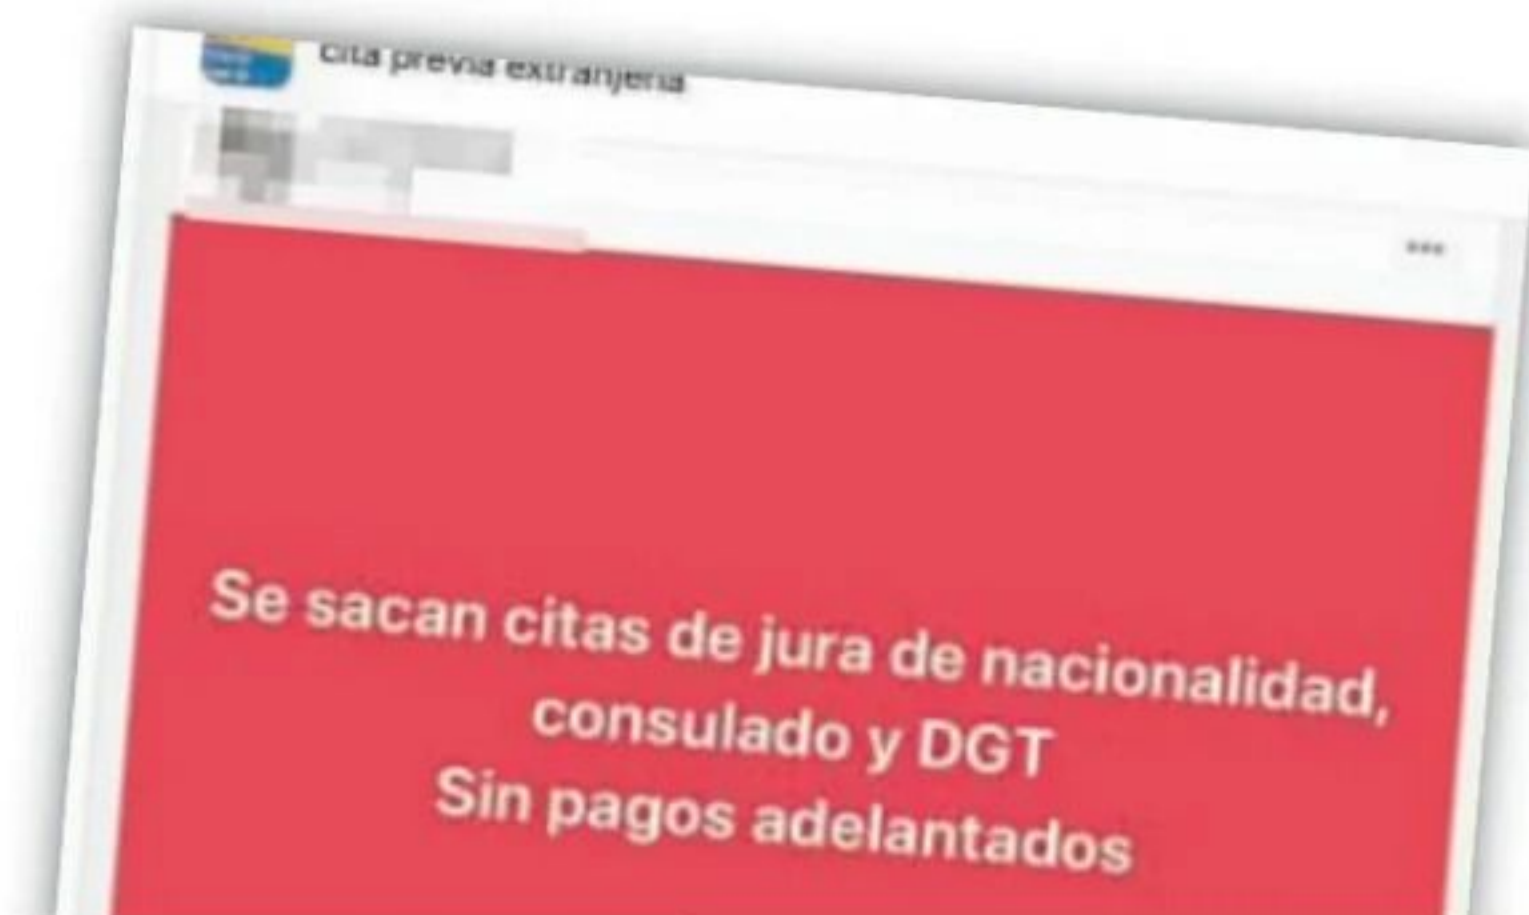 cita previa extranjería
Se sacan citas de jura de nacionalidad,
consulado y DGT
Sin pagos adelantados